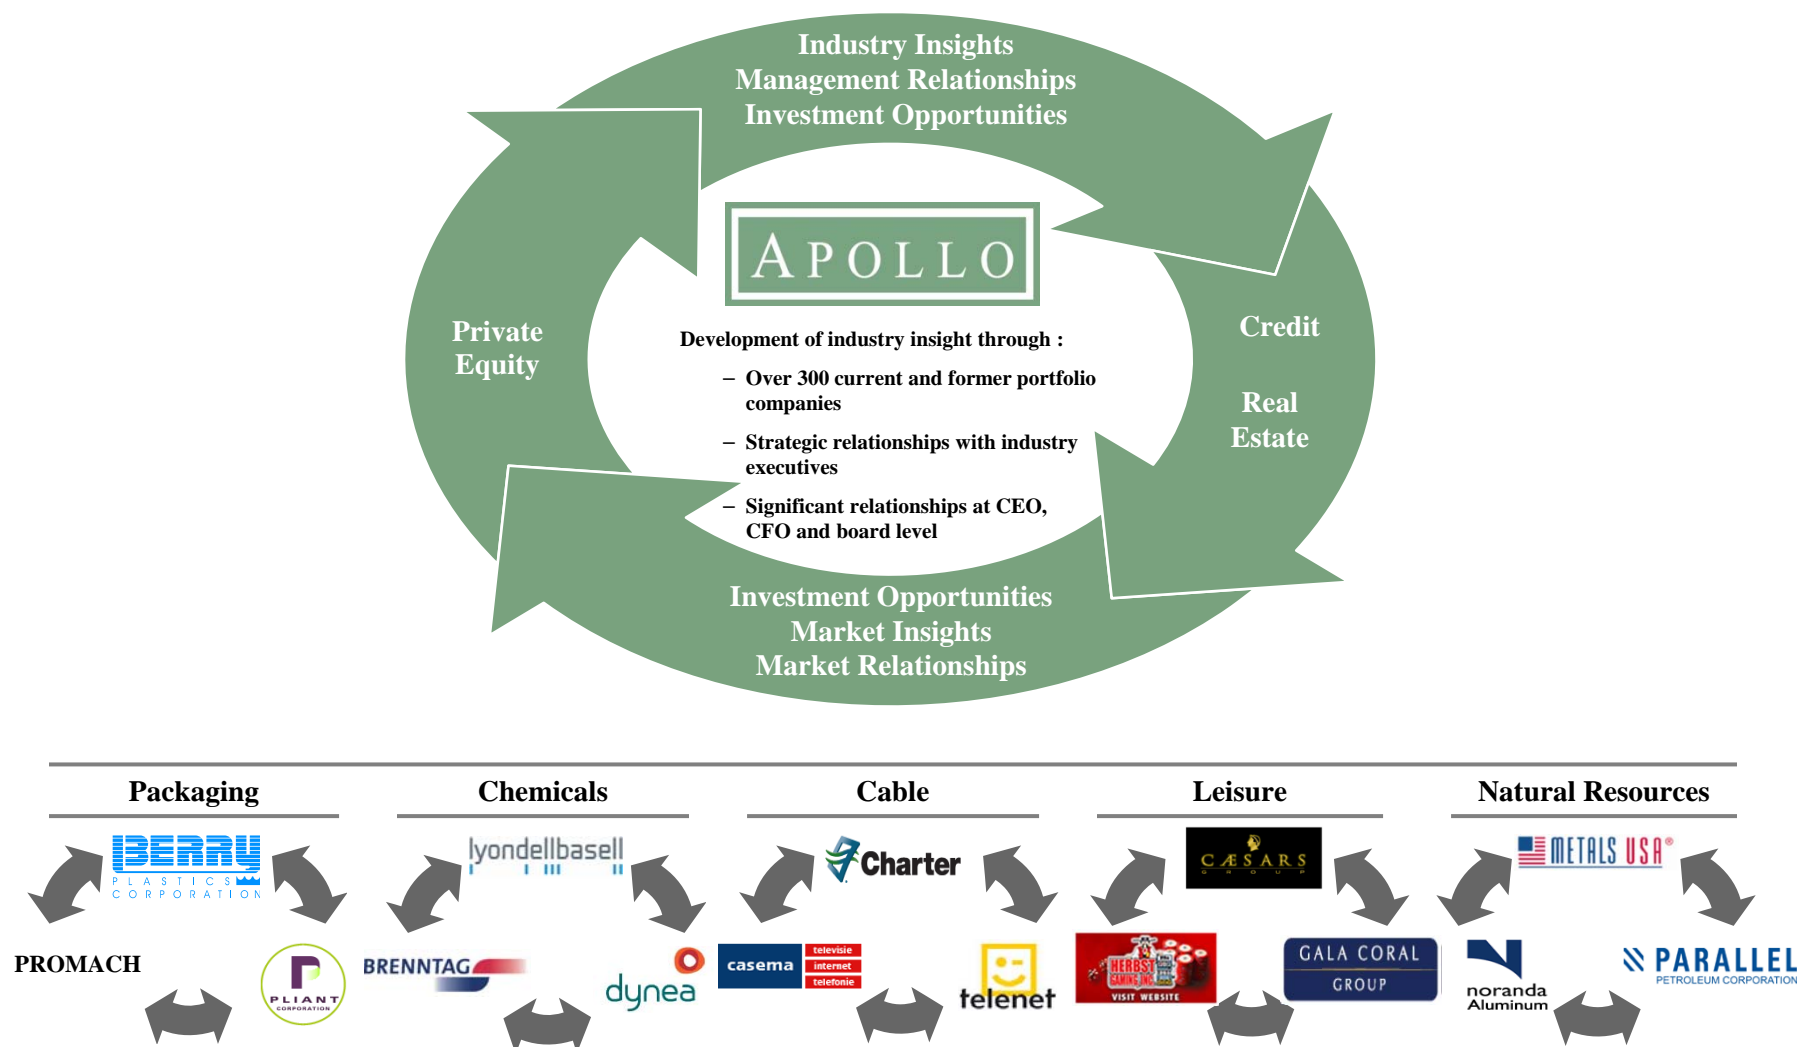 Industry Insights
Management Relationships
Investment Opportunities
APOLLO
Private
Equity
Credit
Real
Estate
Development of industry insight through :
– Over 300 current and former portfolio
companies
– Strategic relationships with industry
executives
– Significant relationships at CEO,
CFO and board level
Investment Opportunities
Market Insights
Market Relationships
Packaging
Chemicals
Cable
Leisure
Natural Resources
BERRY
PLASTICS
CORPORATION
lyondellbasell
Charter
CÆSARS
GROUP
METALS USA®
PROMACH
PLIANT
CORPORATION
BRENNTAG
dynea
casema
televisie
internet
telefonie
telenet
HERBST
GAMING, INC.
VISIT WEBSITE
GALA CORAL
GROUP
noranda
Aluminum
PARALLEL
PETROLEUM CORPORATION